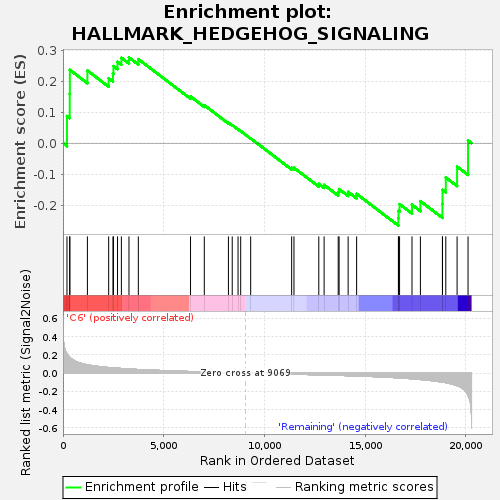 Enrichment plot:
HALLMARK_HEDGEHOG_SIGNALING
Enrichment score (ES)
0.3
0.2
0.1
0.0
-0.1
-0.2
Ranked list metric (Signal2Noise)
'C6' (positively correlated)
0.6
0.4
0.2
0.0
-0.2
-0.4
-0.6
Zero cross at 9069
'Remaining' (negatively correlated)
0
5,000
10,000
15,000
20,000
Rank in Ordered Dataset
Enrichment profile
Hits
Ranking metric scores